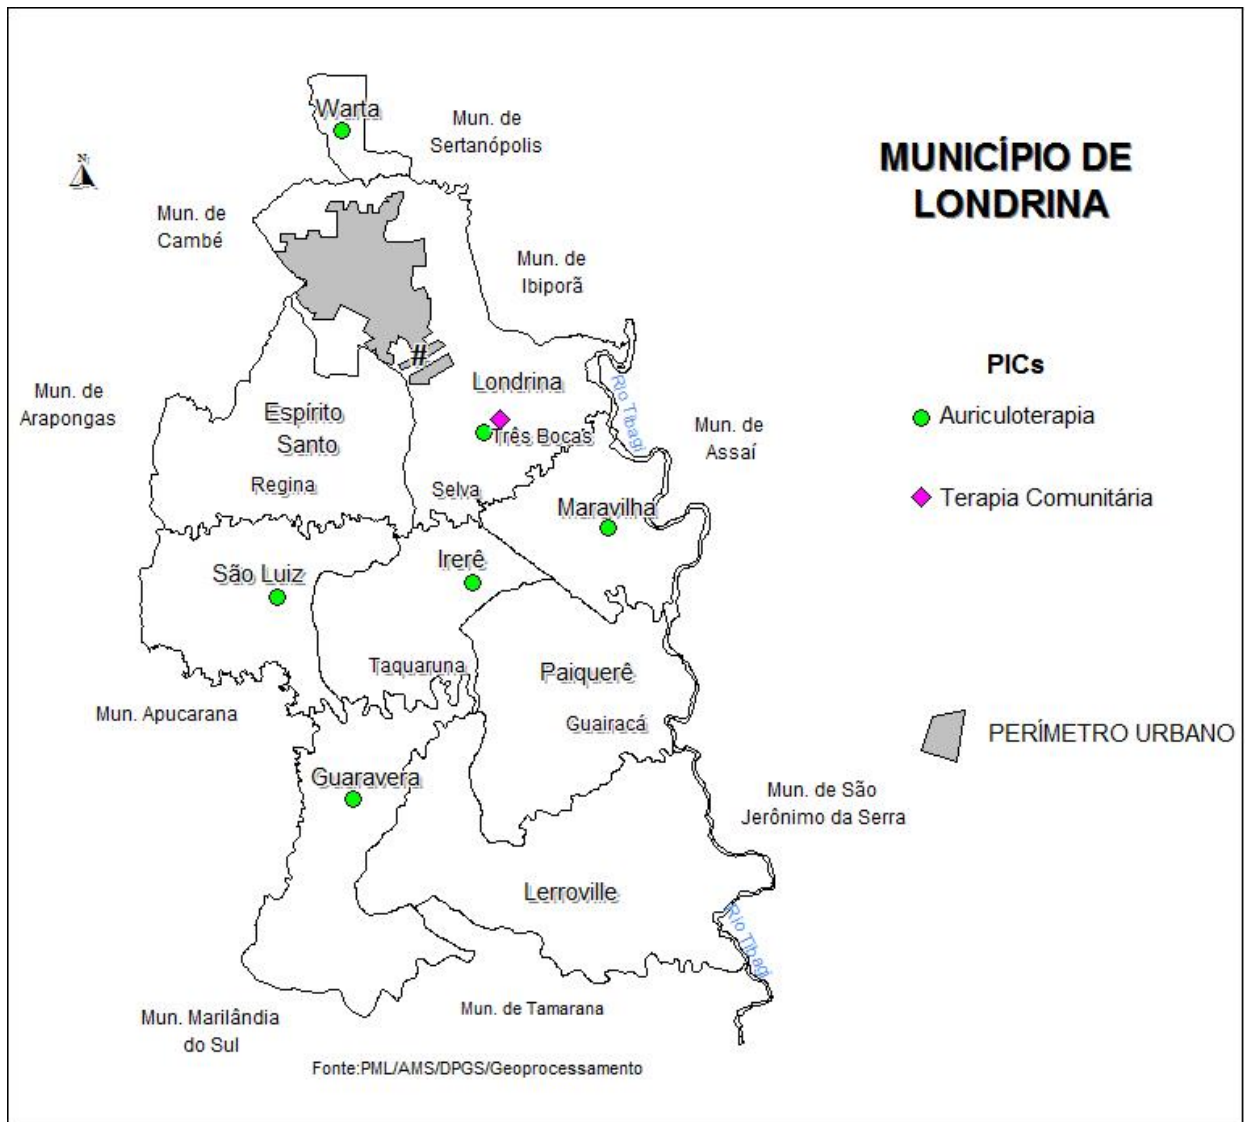 Warta
Mun. de
Sertanópolis
MUNICÍPIO DE
LONDRINA
N
Mun. de
Cambé
Mun. de
Ibiporã
#
Mun. de
Arapongas
Londrina
Rio Tibagi
PICs
Espírito
Santo
Três Bocas
Mun. de
Assaí
Auriculoterapia
Regina
Selva
Maravilha
Terapia Comunitária
São Luiz
Irerê
Taquaruna
Paiquerê
Guairacá
Mun. Apucarana
PERÍMETRO URBANO
Guaravera
Mun. de São
Jerônimo da Serra
Lerroville
Rio Tibagi
Mun. Marilândia
do Sul
Mun. de Tamarana
Fonte:PML/AMS/DPGS/Geoprocessamento